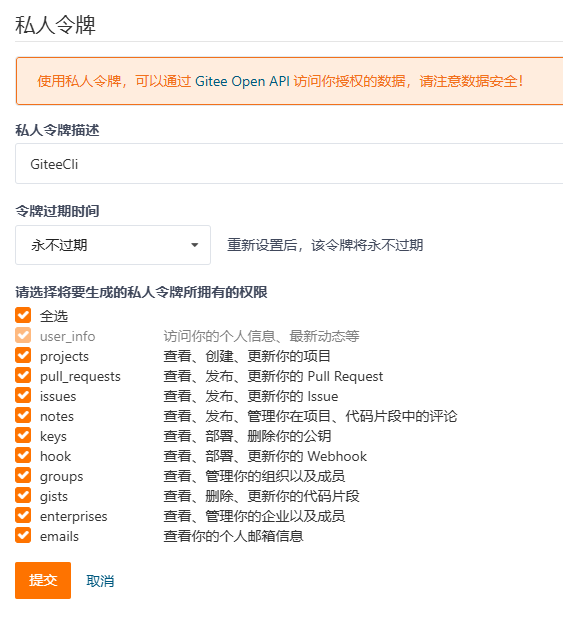 私人令牌
使用私人令牌，可以通过 Gitee Open API 访问你授权的数据，请注意数据安全！
私人令牌描述
GiteeCli
令牌过期时间
永不过期 重新设置后，该令牌将永不过期
请选择将要生成的私人令牌所拥有的权限
全选
user_info 访问你的个人信息、最新动态等
projects 查看、创建、更新你的项目
pull_requests 查看、发布、更新你的 Pull Request
issues 查看、发布、更新你的 Issue
notes 查看、发布、管理你在项目、代码片段中的评论
keys 查看、部署、删除你的公钥
hook 查看、部署、更新你的 Webhook
groups 查看、管理你的组织以及成员
gists 查看、删除、更新你的代码片段
enterprises 查看、管理你的企业以及成员
emails 查看你的个人邮箱信息
提交 取消